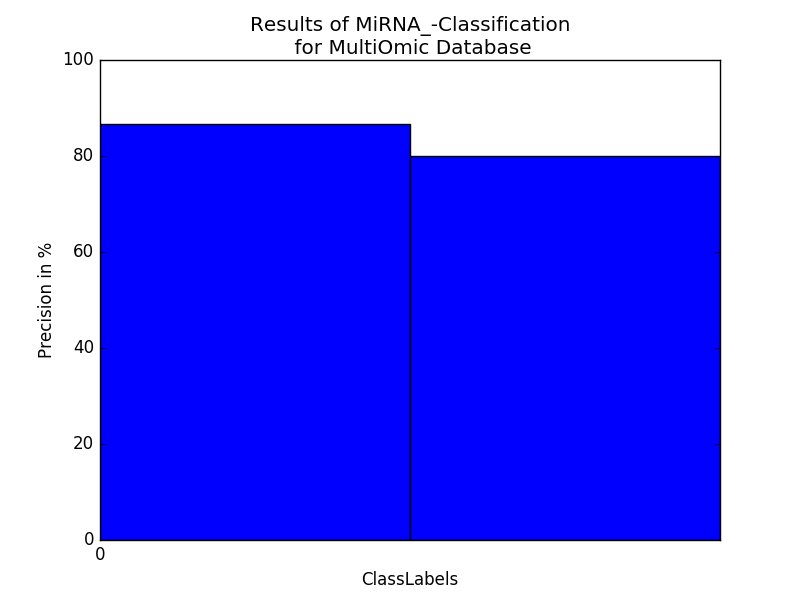 Results of MiRNA_-Classification
for MultiOmic Database
100
80
60
40
20
0
0
Precision in %
ClassLabels